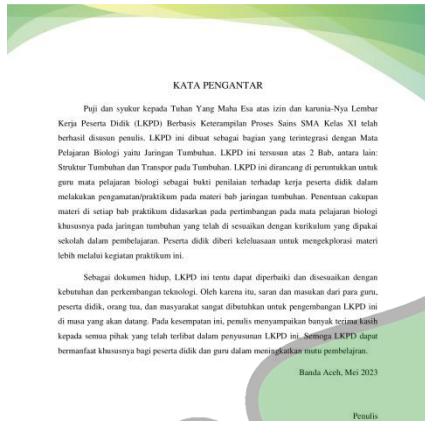 KATA PENGANTAR
Puji dan syukur kepada Tuhan Yang Maha Esa atas izin dan karunia-Nya Lembar
Kerja Peserta Didik (LKPD) Berbasis Keterampilan Proses Sains SMA Kelas XI telah
berhasil disusun penulis. LKPD ini dibuat sebagai bagian yang terintegrasi dengan Mata
Pelajaran Biologi yaitu Jaringan Tumbuhan. LKPD ini tersusun atas 2 Bab, antara lain:
Struktur Tumbuhan dan Transpor pada Tumbuhan. LKPD ini dirancang di peruntukkan untuk
guru mata pelajaran biologi sebagai bukti penilaian terhadap kerja peserta didik dalam
melakukan pengamatan/praktikum pada materi bab jaringan tumbuhan. Penentuan cakupan
materi di setiap bab praktikum didasarkan pada pertimbangan pada mata pelajaran biologi
khususnya pada jaringan tumbuhan yang telah di sesuaikan dengan kurikulum yang dipakai
sekolah dalam pembelajaran. Peserta didik diberi keleluasaan untuk mengeksplorasi materi
lebih melalui kegiatan praktikum ini.
Sebagai dokumen hidup, LKPD ini tentu dapat diperbaiki dan disesuaikan dengan
kebutuhan dan perkembangan teknologi. Oleh karena itu, saran dan masukan dari para guru,
peserta didik, orang tua, dan masyarakat sangat dibutuhkan untuk pengembangan LKPD ini
di masa yang akan datang. Pada kesempatan ini, penulis menyampaikan banyak terima kasih
kepada semua pihak yang telah terlibat dalam penyusunan LKPD ini. Semoga LKPD dapat
bermanfaat khususnya bagi peserta didik dan guru dalam meningkatkan mutu pembelajran.
Banda Aceh, Mei 2023
Penulis